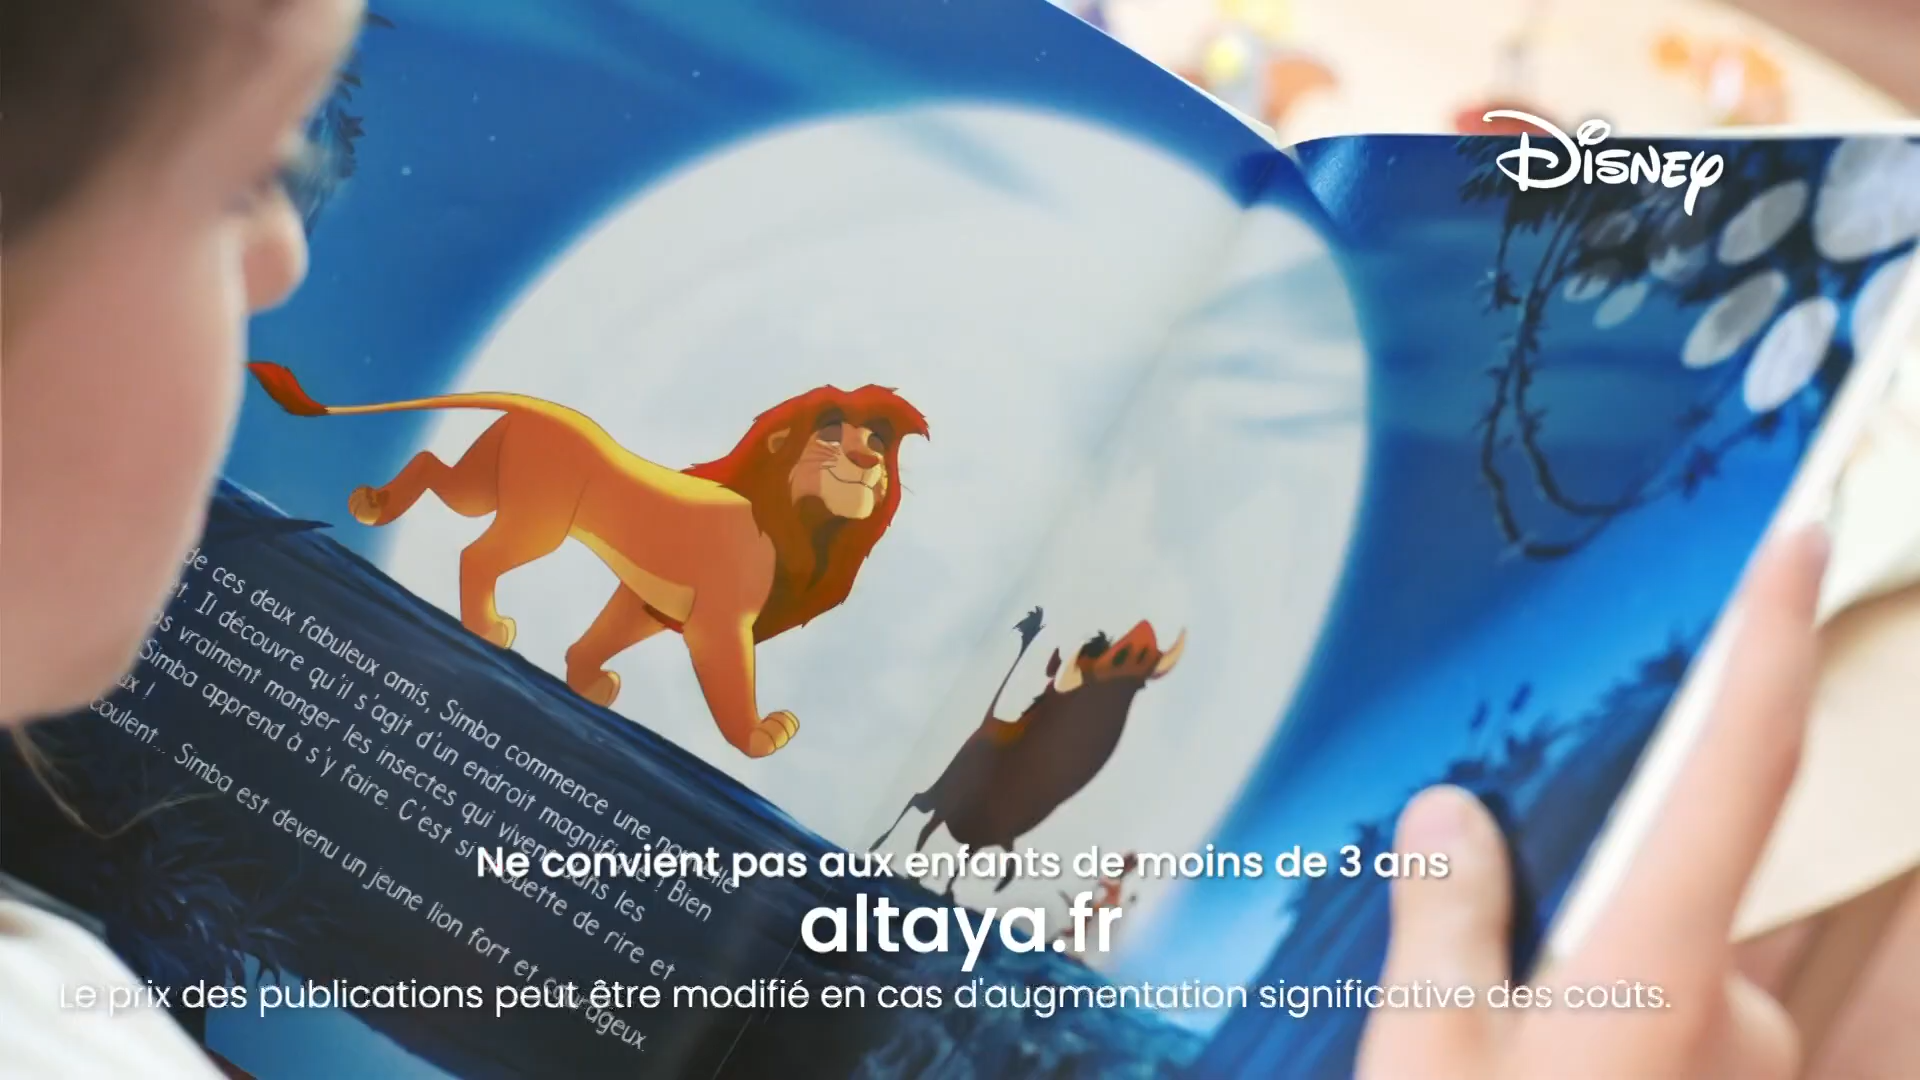 Disney
de ces deux fabuleux amis, Simba commence une nouvelle
Il découvre qu'il s'agit d'un endroit magnifique ! Bien
vraiment manger les insectes qui vivent dans les
Simba apprend à s'y faire. C'est si chouette de rire et
coulent... Simba est devenu un jeune lion fort et courageux.
Ne convient pas aux enfants de moins de 3 ans
altaya.fr
Le prix des publications peut être modifié en cas d'augmentation significative des coûts.